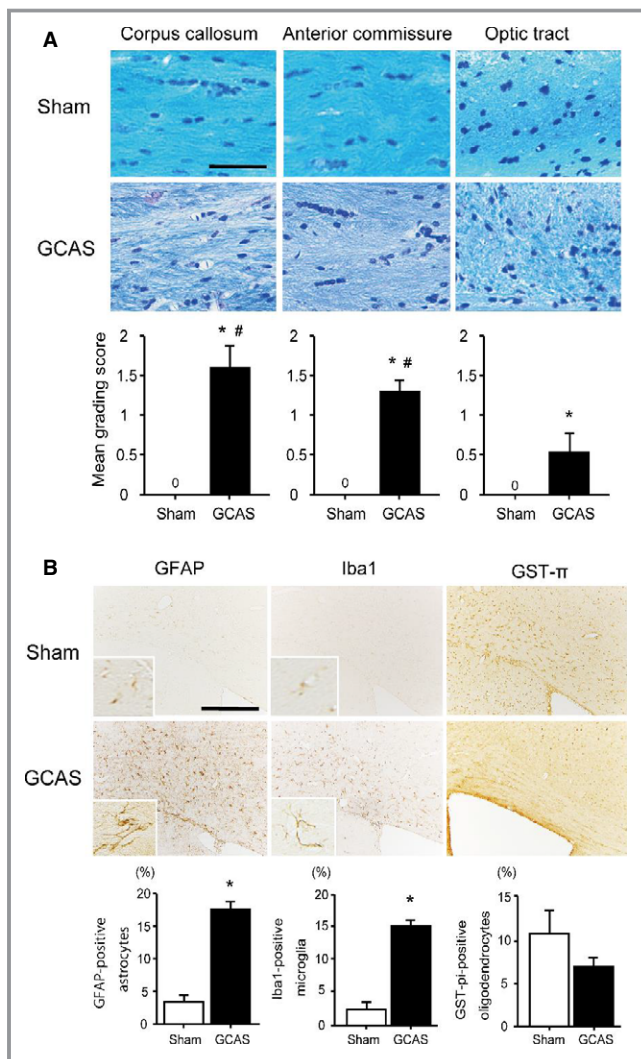 A
Corpus callosum Anterior commissure Optic tract
Sham
GCAS
Mean grading score
2
1.5
1
0.5
0
0
* #
Sham GCAS
2
1.5
1
0.5
0
0
* #
Sham GCAS
2
1.5
1
0.5
0
0
*
Sham GCAS
B
GFAP Iba1 GST-π
Sham
GCAS
(%)
GFAP-positive
astrocytes
20
15
10
5
0
*
Sham GCAS
(%)
Iba1-positive
microglia
20
15
10
5
0
*
Sham GCAS
(%)
GST-pi-positive
oligodendrocytes
15
10
5
0
Sham GCAS